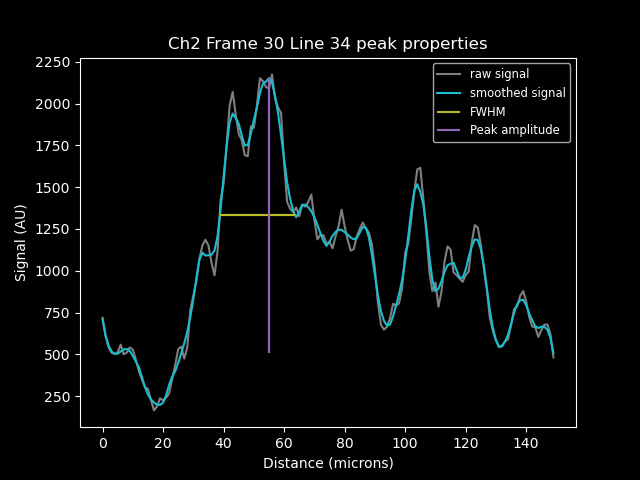 Ch2 Frame 30 Line 34 peak properties
raw signal
smoothed signal
FWHM
Peak amplitude
Signal (AU)
2250
2000
1750
1500
1250
1000
750
500
250
0 20 40 60 80 100 120 140
Distance (microns)